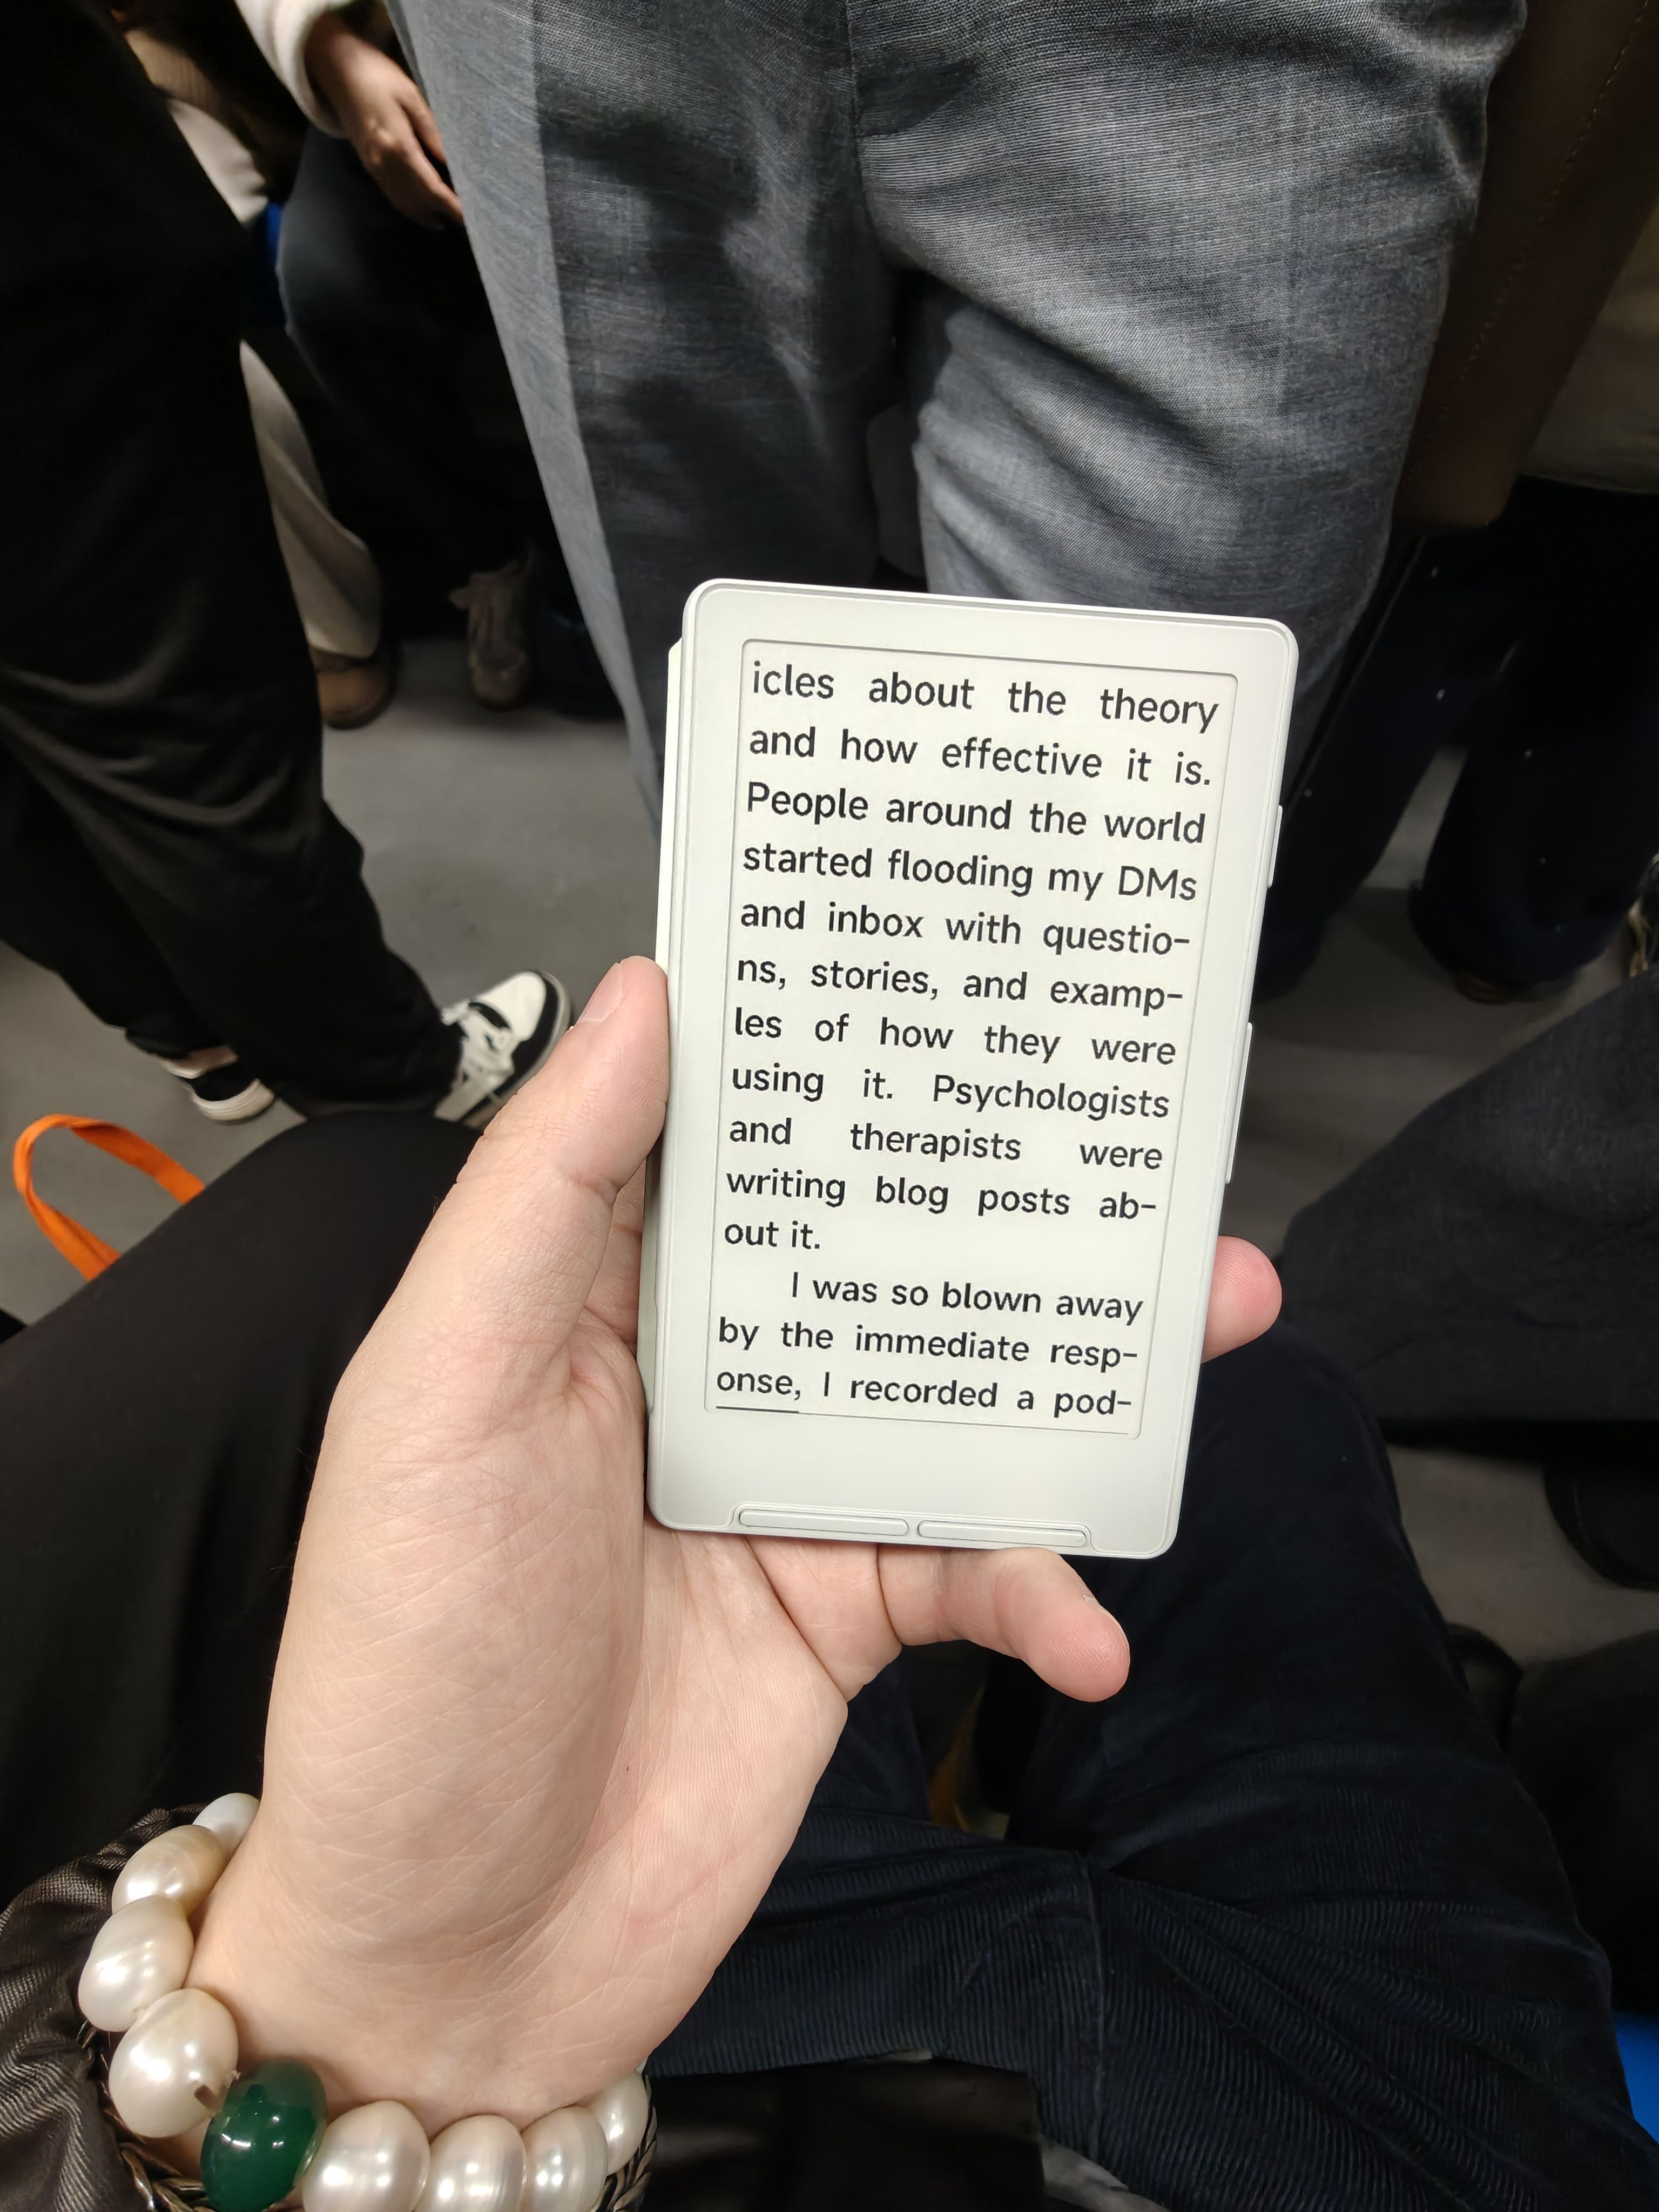 icles about the theory
and how effective it is.
People around the world
started flooding my DMs
and inbox with questio-
ns, stories, and examp-
les of how they were
using it. Psychologists
and therapists were
writing blog posts ab-
out it.
I was so blown away
by the immediate resp-
onse, I recorded a pod-